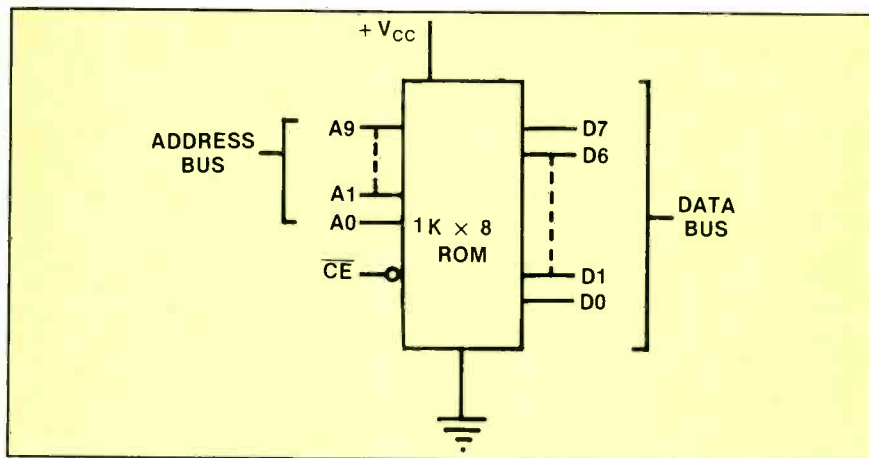 + VCC
ADDRESS
BUS
A9
A1
A0
CE
1K × 8
ROM
D7
D6
D1
D0
DATA
BUS